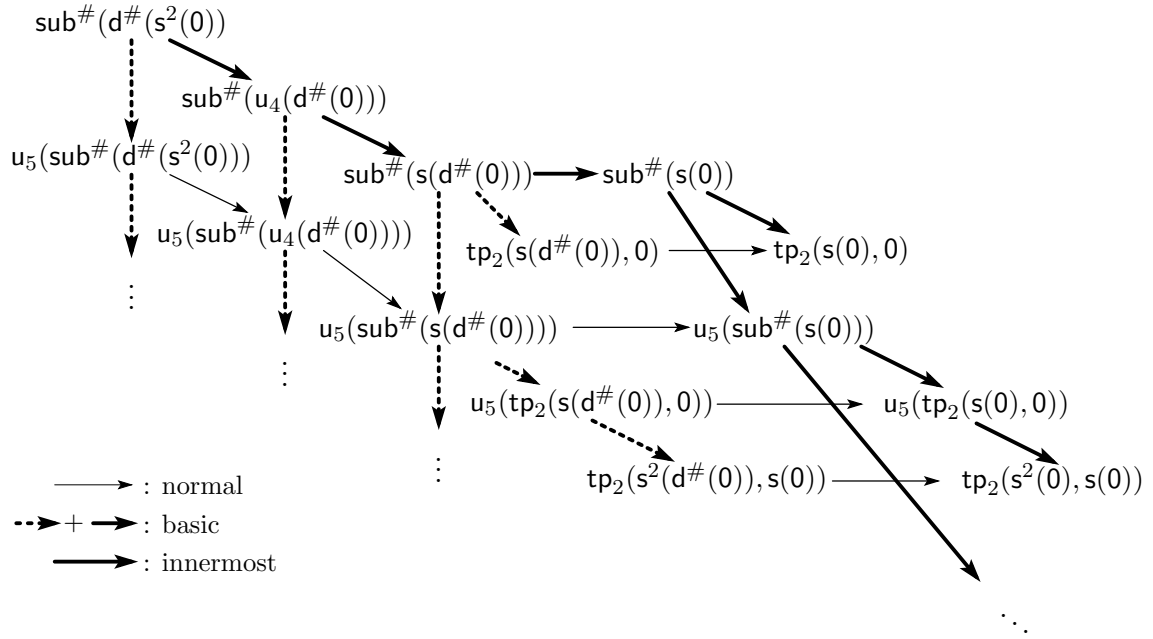 sub#(d#(s²(0))
sub#(u₄(d#(0)))
u₅(sub#(d#(s²(0)))
sub#(s(d#(0))) sub#(s(0))
u₅(sub#(u₄(d#(0))))
tp₂(s(d#(0)),0) tp₂(s(0),0)
u₅(sub#(s(d#(0)))) u₅(sub#(s(0)))
u₅(tp₂(s(d#(0)),0)) u₅(tp₂(s(0),0))
tp₂(s²(d#(0)),s(0)) tp₂(s²(0),s(0))
: normal
+ : basic
: innermost